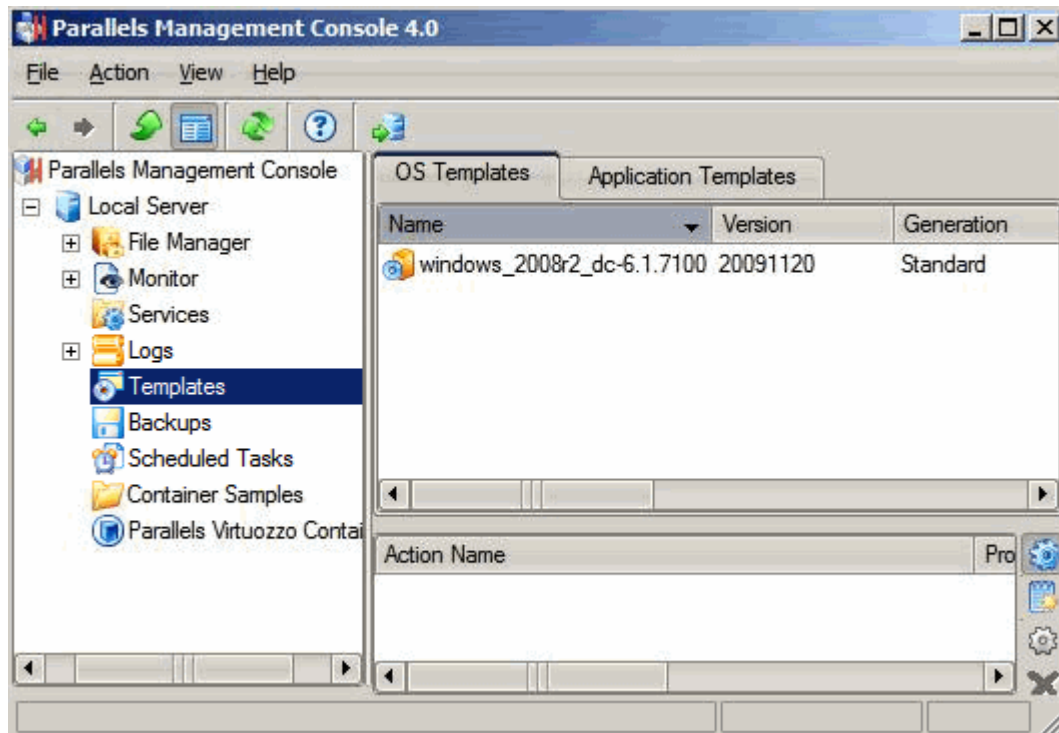 Parallels Management Console 4.0
File Action View Help
Parallels Management Console
Local Server
File Manager
Monitor
Services
Logs
Templates
Backups
Scheduled Tasks
Container Samples
Parallels Virtuozzo Contai
OS Templates Application Templates
Name Version Generation
windows_2008r2_dc-6.1.7100 20091120 Standard
Action Name Pro